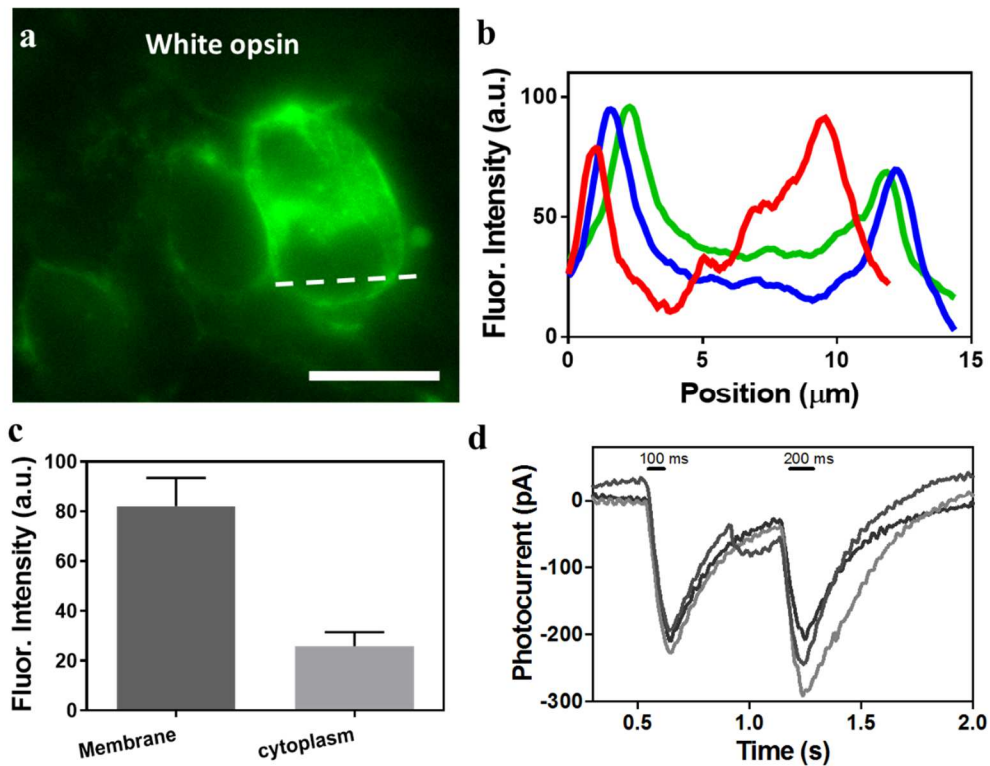 a
White opsin
b
Fluor. Intensity (a.u.)
100
50
0
0 5 10 15
Position (μm)
c
Fluor. Intensity (a.u.)
100
80
60
40
20
0
Membrane cytoplasm
d
Photocurrent (pA)
100 ms 200 ms
0
-100
-200
-300
0.5 1.0 1.5 2.0
Time (s)